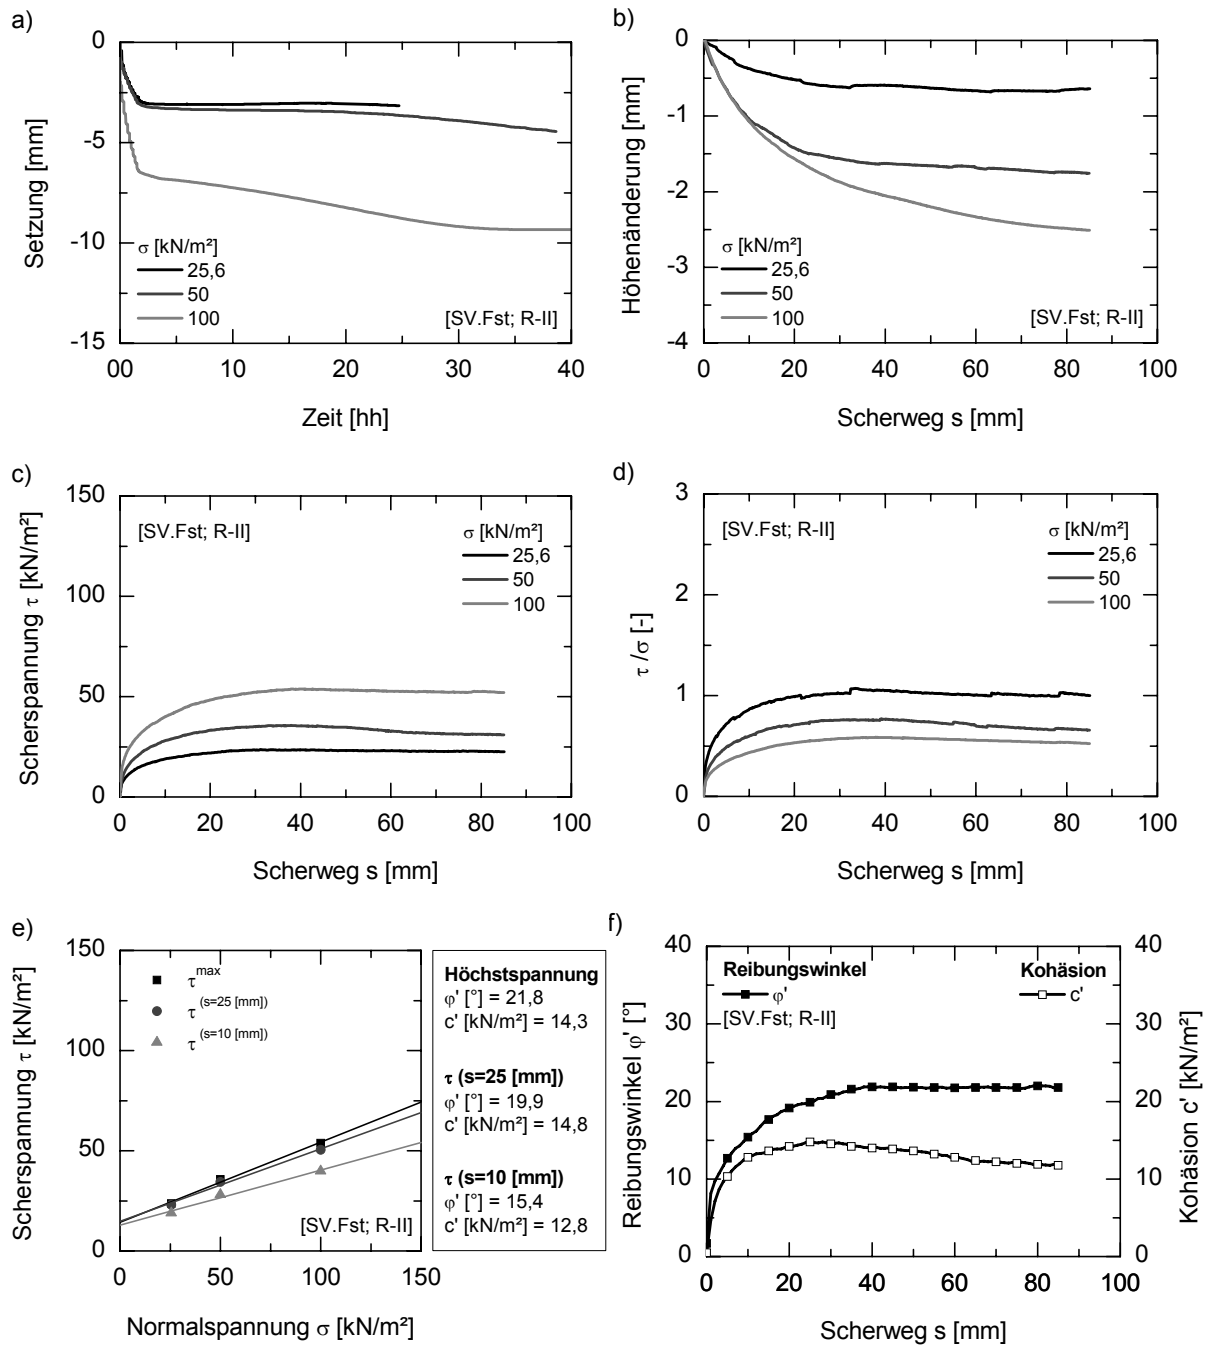 a)
0
-5
-10
-15
Setzung [mm]
σ [kN/m²]
25,6
50
100
[SV.Fst; R-II]
00
10
20
30
40
Zeit [hh]
b)
0
-1
-2
-3
-4
Höhenänderung [mm]
σ [kN/m²]
25,6
50
100
[SV.Fst; R-II]
0
20
40
60
80
100
Scherweg s [mm]
c)
150
100
50
0
Scherspannung τ [kN/m²]
[SV.Fst; R-II]
σ [kN/m²]
25,6
50
100
0
20
40
60
80
100
Scherweg s [mm]
d)
3
2
1
0
τ /σ [-]
[SV.Fst; R-II]
σ [kN/m²]
25,6
50
100
0
20
40
60
80
100
Scherweg s [mm]
e)
150
100
50
0
Scherspannung τ [kN/m²]
τ max
τ (s=25 [mm])
τ (s=10 [mm])
[SV.Fst; R-II]
0
50
100
150
Normalspannung σ [kN/m²]
Höchstspannung
φ' [°] = 21,8
c' [kN/m²] = 14,3
τ (s=25 [mm])
φ' [°] = 19,9
c' [kN/m²] = 14,8
τ (s=10 [mm])
φ' [°] = 15,4
c' [kN/m²] = 12,8
f)
40
30
20
10
0
Reibungswinkel φ' [°]
Reibungswinkel
φ'
[SV.Fst; R-II]
Kohäsion
c'
40
30
20
10
0
Kohäsion c' [kN/m²]
0
20
40
60
80
100
Scherweg s [mm]